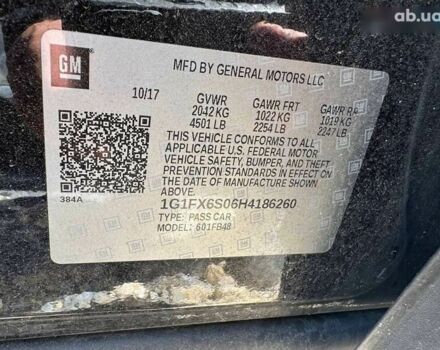 ab.ua
GM
MFD BY GENERAL MOTORS LLC
10/17 GVWR GAWR FRT GAWR RR
2042 KG 1022 KG 1019 KG
4501 LB 2254 LB 2247 LB
THIS VEHICLE CONFORMS TO ALL
APPLICABLE U.S. FEDERAL MOTOR
VEHICLE SAFETY, BUMPER, AND THEFT
PREVENTION STANDARDS IN EFFECT ON
THE DATE OF MANUFACTURE SHOWN ABOVE.
384A
1G1FX6S06H4186260
TYPE: PASS CAR
MODEL: 601FB48